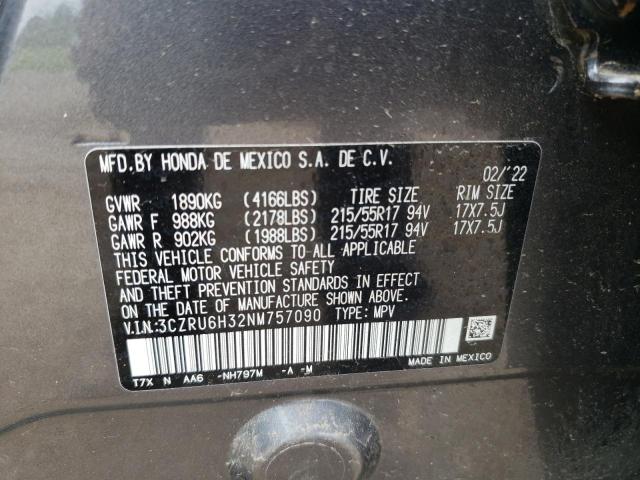 MFD. BY HONDA DE MEXICO S.A. DE C.V.
02/'22
GVWR 1890KG (4166LBS) TIRE SIZE RIM SIZE
GAWR F 988KG (2178LBS) 215/55R17 94V 17X7.5J
GAWR R 902KG (1988LBS) 215/55R17 94V 17X7.5J
THIS VEHICLE CONFORMS TO ALL APPLICABLE
FEDERAL MOTOR VEHICLE SAFETY
AND THEFT PREVENTION STANDARDS IN EFFECT
ON THE DATE OF MANUFACTURE SHOWN ABOVE.
V.I.N:3CZRU6H32NM757090 TYPE: MPV
MADE IN MEXICO
T7X N AA6 -NH797M -A -M